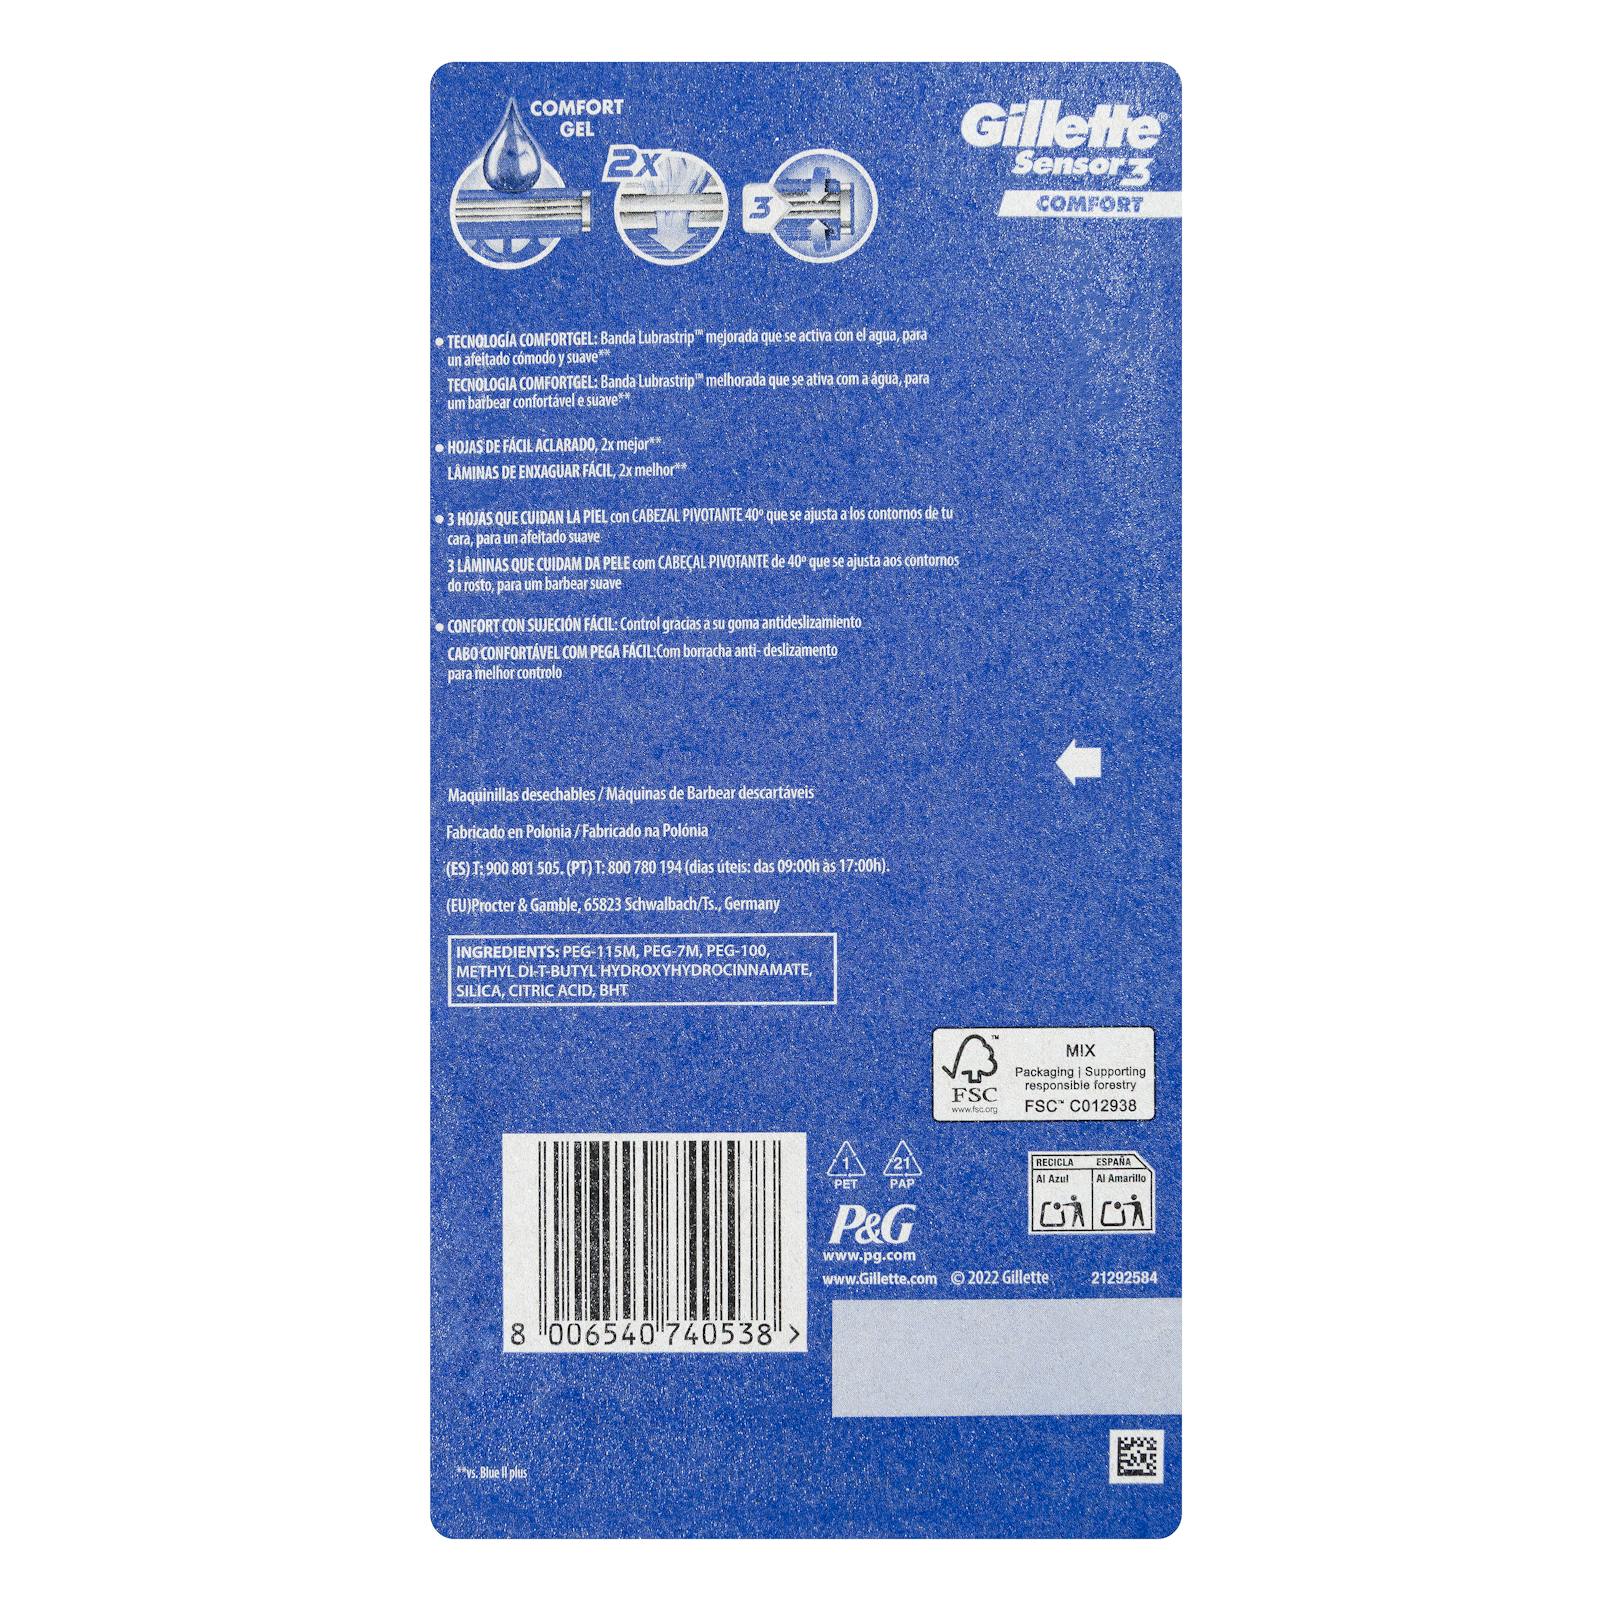 COMFORT
GEL
2X
3
Gillette®
Sensor3
COMFORT
• TECNOLOGÍA COMFORTGEL: Banda Lubrastrip™ mejorada que se activa con el agua, para
un afeitado cómodo y suave**
TECNOLOGIA COMFORTGEL: Banda Lubrastrip™ melhorada que se ativa com a água, para
um barbear confortável e suave**
• HOJAS DE FÁCIL ACLARADO, 2x mejor**
LÂMINAS DE ENXAGUAR FÁCIL, 2x melhor**
• 3 HOJAS QUE CUIDAN LA PIEL con CABEZAL PIVOTANTE 40º que se ajusta a los contornos de tu
cara, para un afeitado suave
3 LÂMINAS QUE CUIDAM DA PELE com CABEÇAL PIVOTANTE de 40º que se ajusta aos contornos
do rosto, para um barbear suave
• CONFORT CON SUJECIÓN FÁCIL: Control gracias a su goma antideslizamiento
CABO CONFORTÁVEL COM PEGA FÁCIL:Com borracha anti- deslizamento
para melhor controlo
Maquinillas desechables / Máquinas de Barbear descartáveis
Fabricado en Polonia / Fabricado na Polónia
(ES) T: 900 801 505. (PT) T: 800 780 194 (dias úteis: das 09:00h às 17:00h).
(EU)Procter & Gamble, 65823 Schwalbach/Ts., Germany
INGREDIENTS: PEG-115M, PEG-7M, PEG-100,
METHYL DI-T-BUTYL HYDROXYHYDROCINNAMATE,
SILICA, CITRIC ACID, BHT
FSC
www.fsc.org
MIX
Packaging | Supporting
responsible forestry
FSC™ C012938
1
PET
21
PAP
RECICLA ESPAÑA
Al Azul Al Amarillo
P&G
www.pg.com
www.Gillette.com © 2022 Gillette 21292584
8 006540 740538 >
**vs. Blue II plus